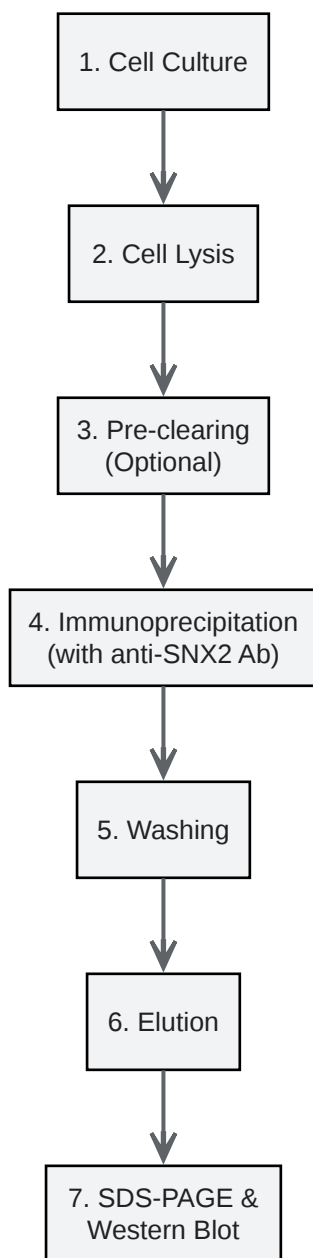 1. Cell Culture
2. Cell Lysis
3. Pre-clearing
(Optional)
4. Immunoprecipitation
(with anti-SNX2 Ab)
5. Washing
6. Elution
7. SDS-PAGE &
Western Blot